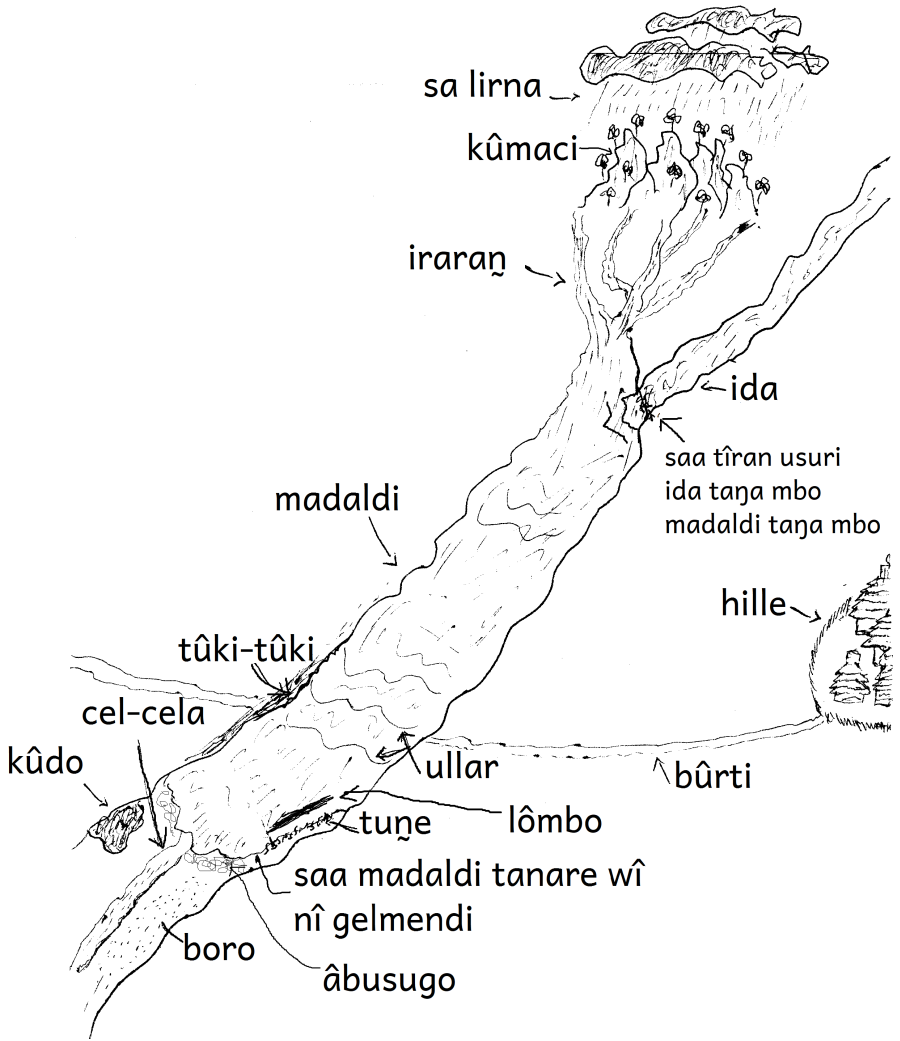 sa lirna
kûmaci
iraraṉ
ida
saa tîran usuri
ida taŋa mbo
madaldi taŋa mbo
madaldi
hille
tûki-tûki
cel-cela
kûdo
ullar
bûrti
lômbo
tuṉe
saa madaldi tanare wî
nî gelmendi
boro
âbusugo